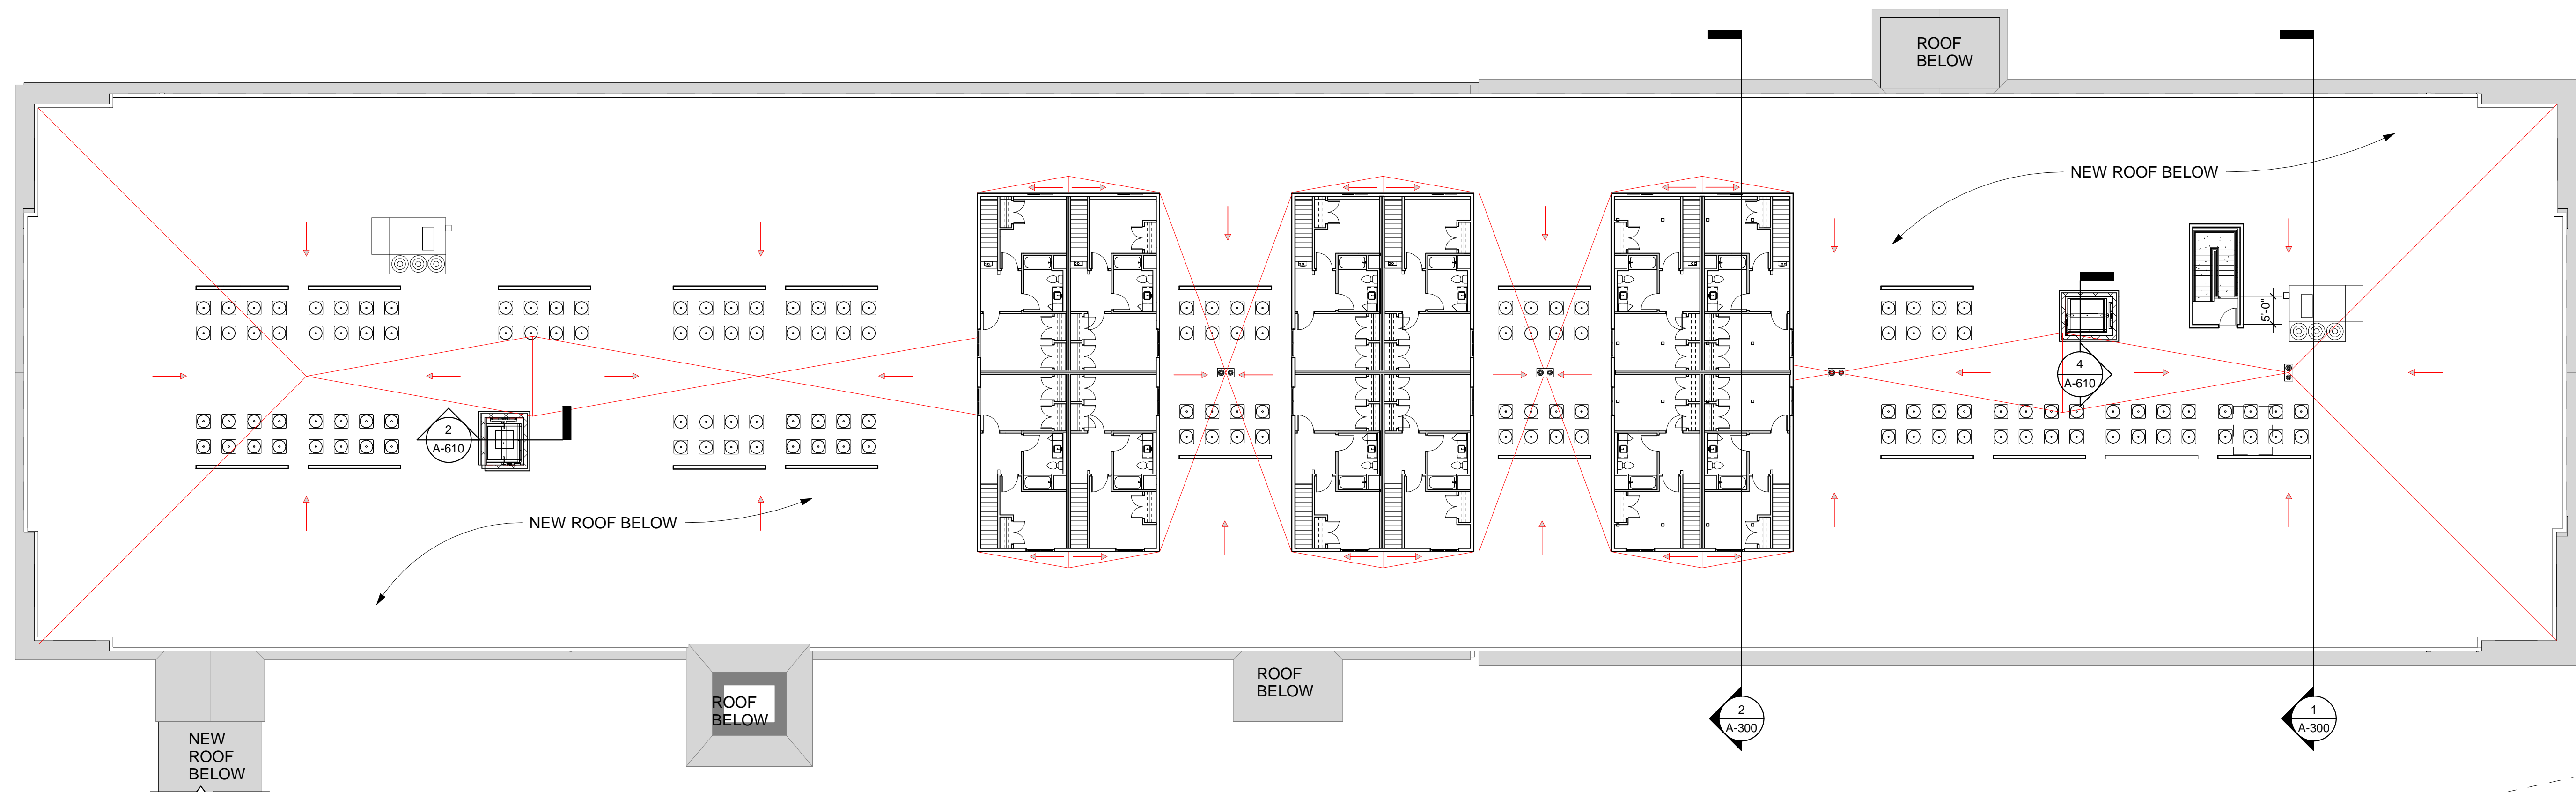 ROOF
BELOW
NEW ROOF BELOW
5'-0"
4
A-610
2
A-610
NEW ROOF BELOW
ROOF
BELOW
ROOF
BELOW
2
A-300
1
A-300
NEW
ROOF
BELOW